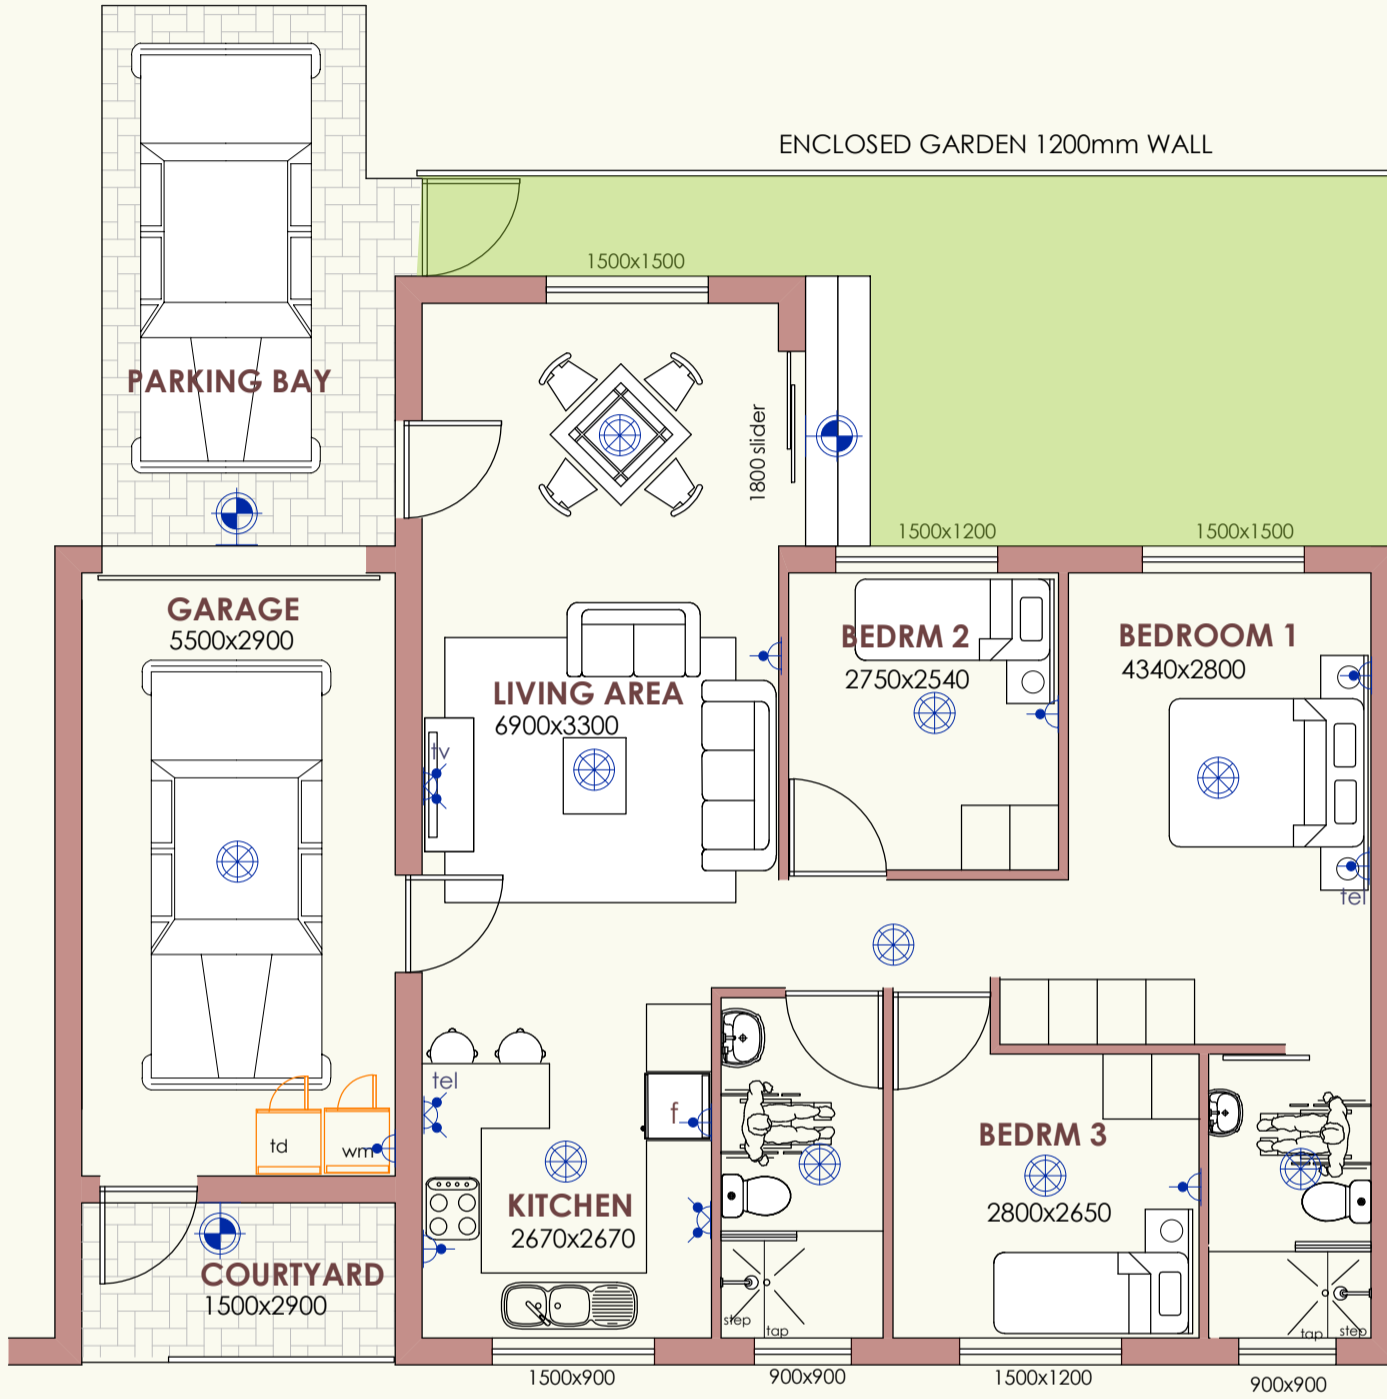 ENCLOSED GARDEN 1200mm WALL
1500x1500
PARKING BAY
1800 slider
1500x1200
1500x1500
GARAGE
5500x2900
BEDRM 2
2750x2540
BEDROOM 1
4340x2800
LIVING AREA
6900x3300
tv
tel
tel
f
td
wm
BEDRM 3
2800x2650
KITCHEN
2670x2670
COURTYARD
1500x2900
step
tap
tap
step
1500x900
900x900
1500x1200
900x900